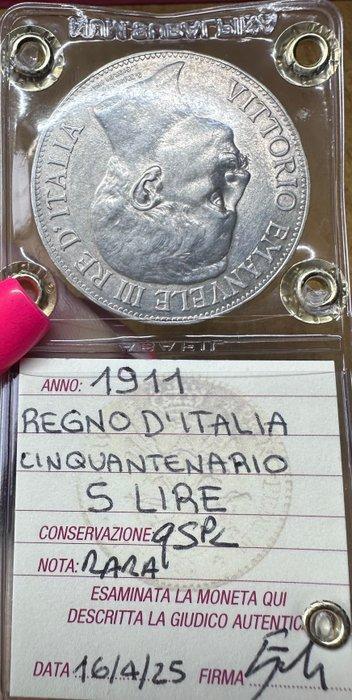 VITTORIO EMANVELE III RE D'ITALIA
ANNO: 1911
REGNO D'ITALIA
CINQUANTENARIO
5 LIRE
CONSERVAZIONE qSPL
NOTA: RARA
ESAMINATA LA MONETA QUI
DESCRITTA LA GIUDICO AUTENTIC
DATA 16/4/25 FIRMA